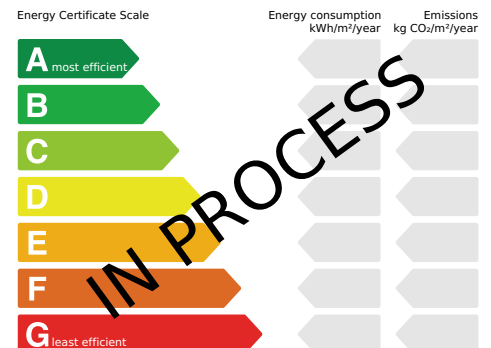 Energy Certificate Scale
Energy consumption
kWh/m²/year
Emissions
kg CO₂/m²/year
A most efficient
B
C
D
E
F
G least efficient
IN PROCESS